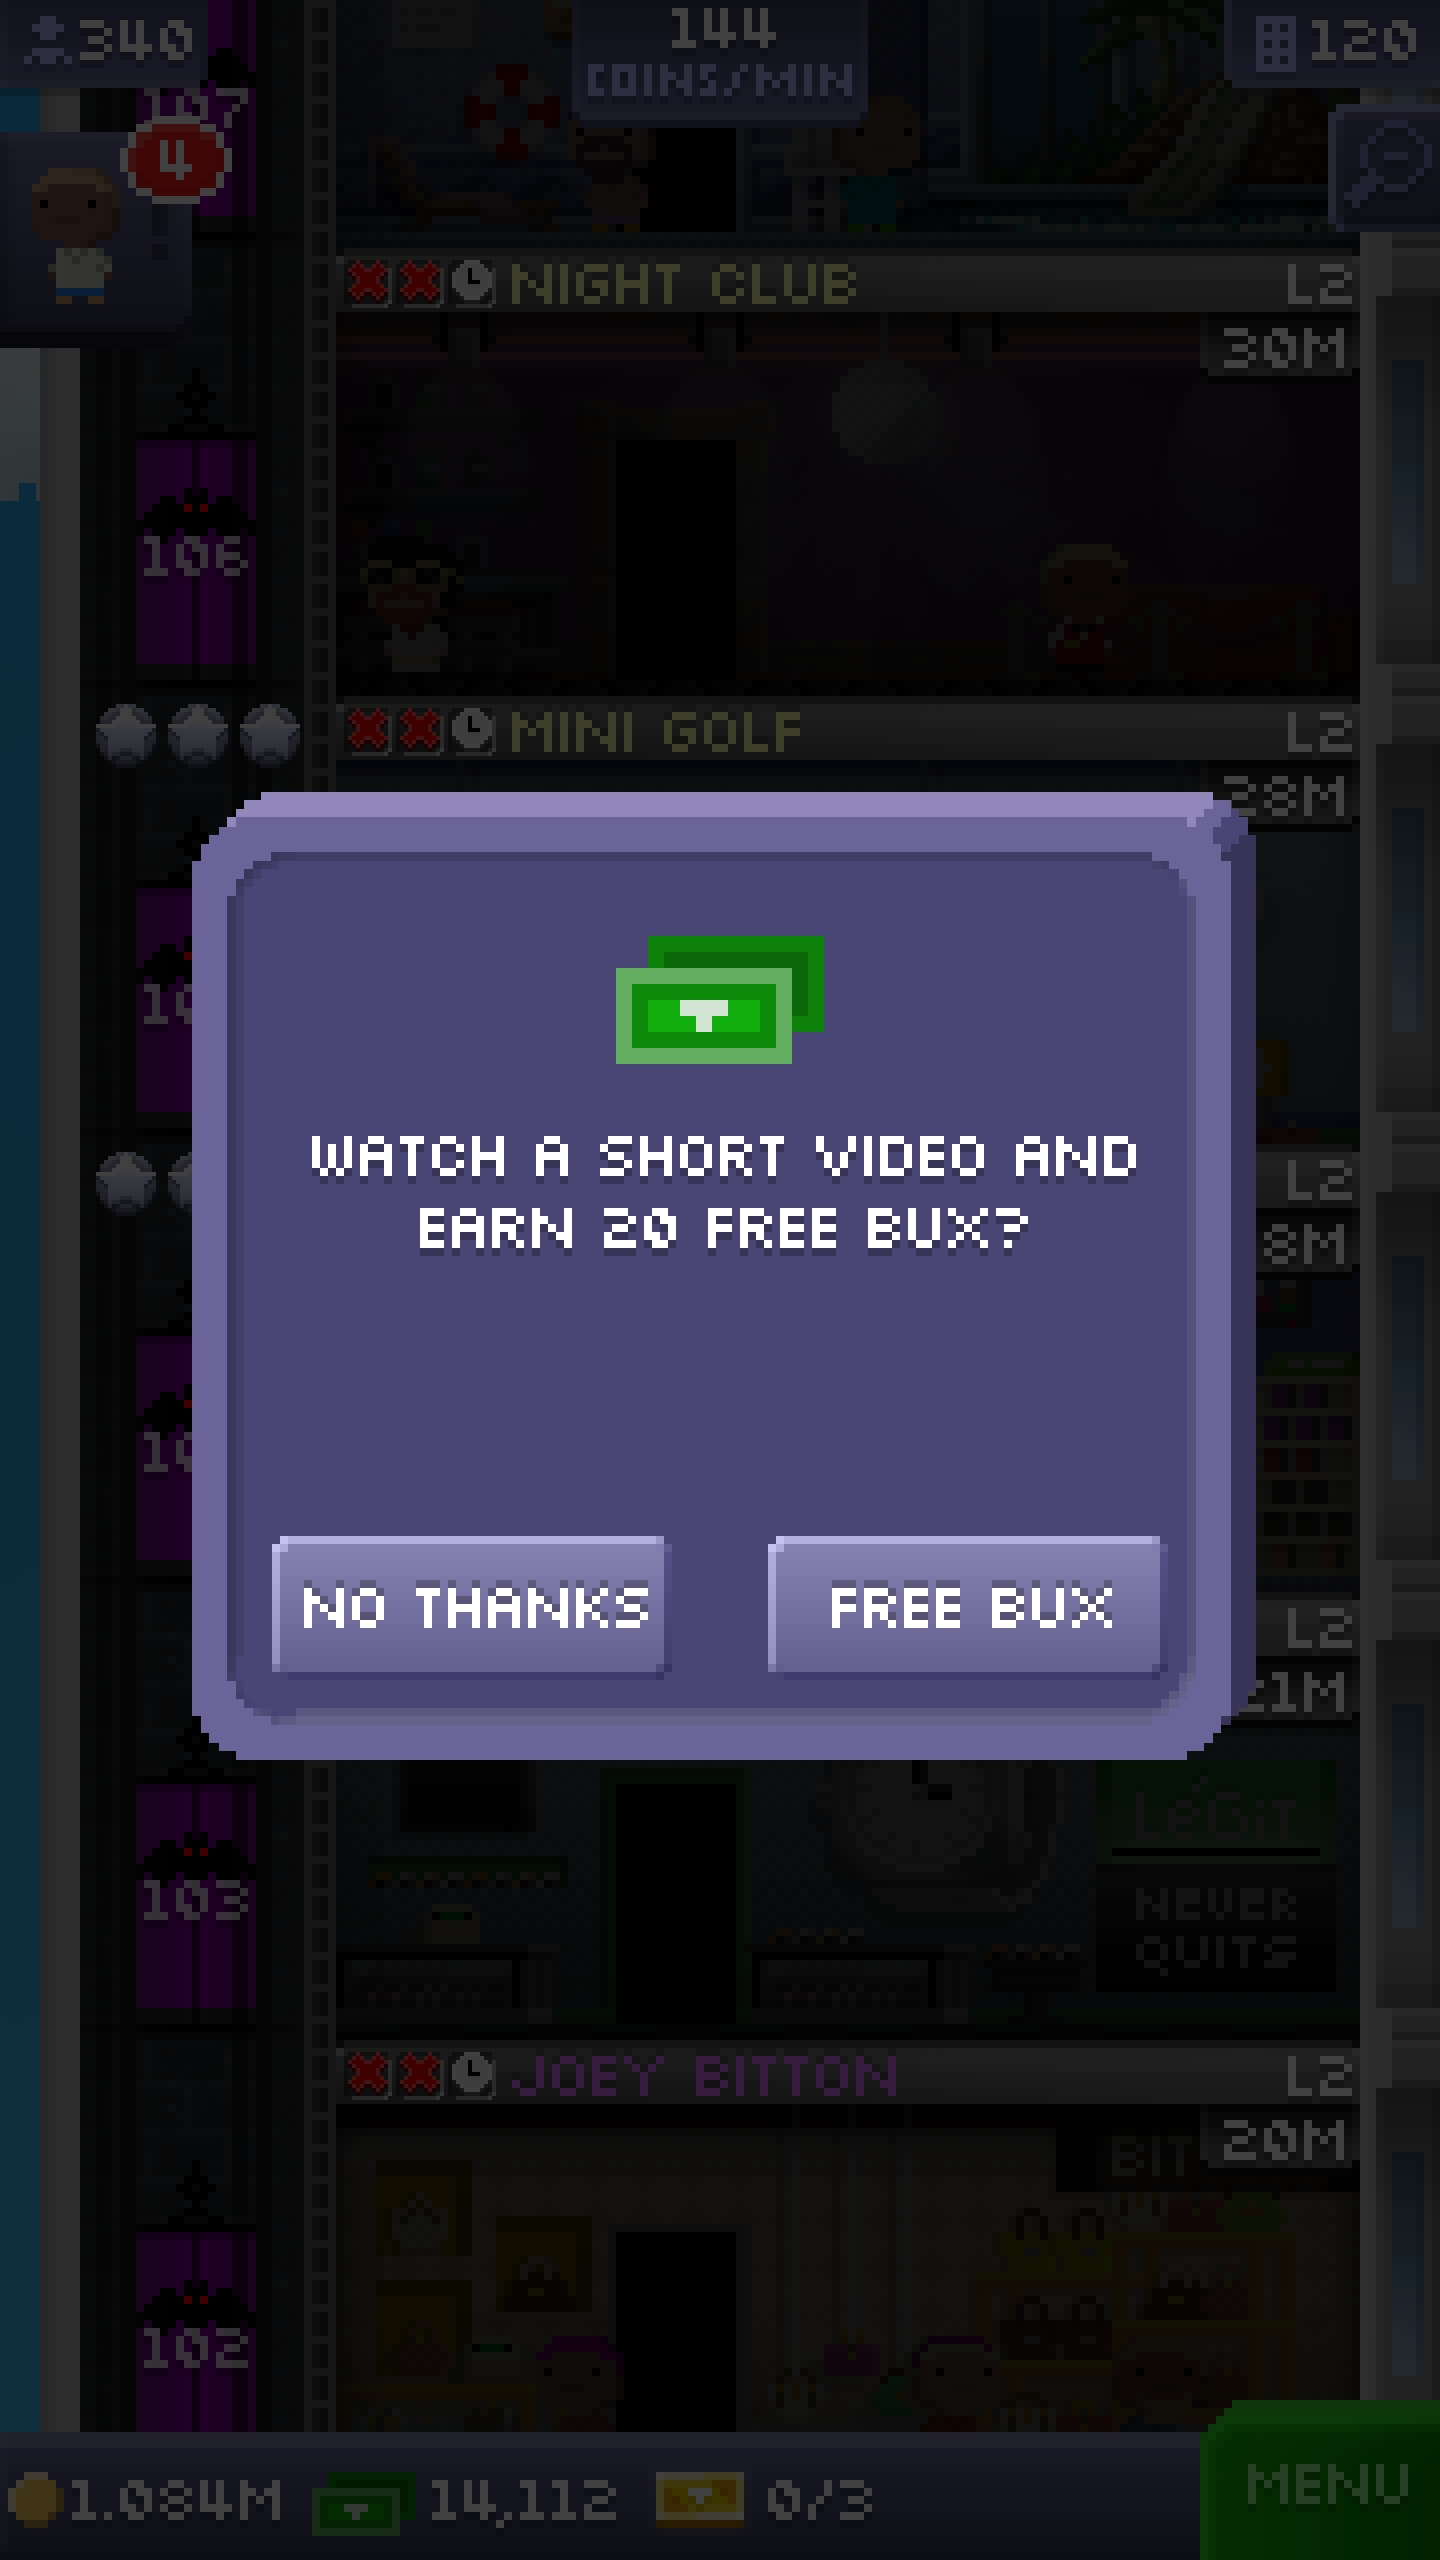 340
144
COINS/MIN
120
107
4
NIGHT CLUB
L2
30M
106
MINI GOLF
L2
28M
WATCH A SHORT VIDEO AND
EARN 20 FREE BUX?
L2
8M
NO THANKS
FREE BUX
L2
21M
LéGiT
NEVER
QUITS
103
JOEY BITTON
L2
20M
BIT
102
1.084M
14,112
0/3
MENU